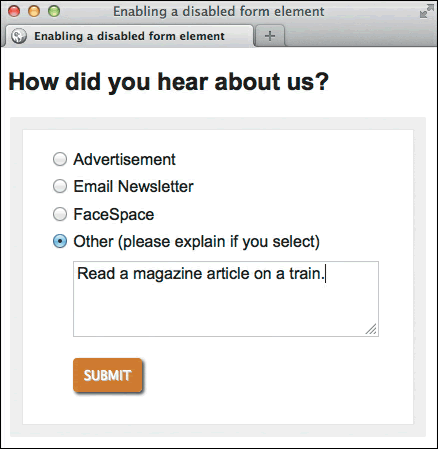 Enabling a disabled form element
Enabling a disabled form element
How did you hear about us?
Advertisement
Email Newsletter
FaceSpace
Other (please explain if you select)
Read a magazine article on a train.
SUBMIT